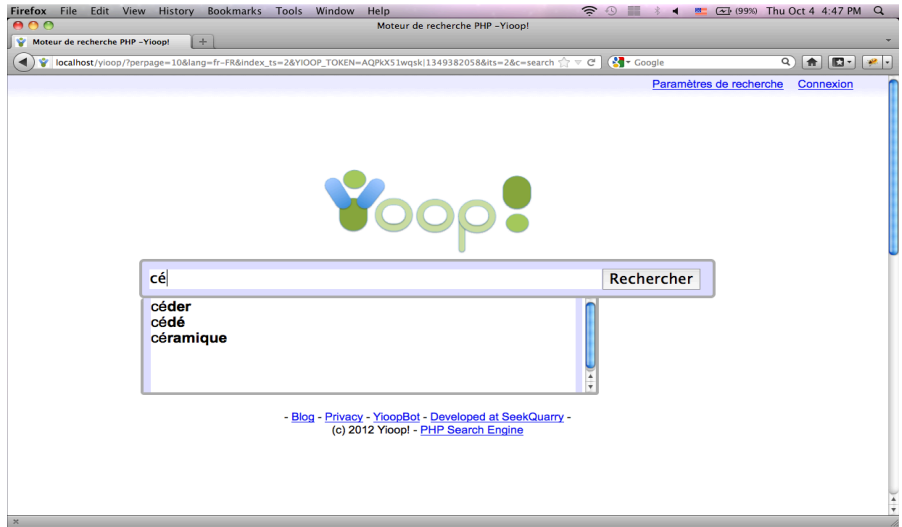 Firefox File Edit View History Bookmarks Tools Window Help (99%) Thu Oct 4 4:47 PM
Moteur de recherche PHP –Yioop!
Moteur de recherche PHP –Yioop!
localhost/yioop/?perpage=10&lang=fr-FR&index_ts=2&YIOOP_TOKEN=AQPkX51wqsk|1349382058&its=2&c=search Google
Paramètres de recherche Connexion
Yioop!
cé Rechercher
céder
cédé
céramique
- Blog - Privacy - YioopBot - Developed at SeekQuarry -
(c) 2012 Yioop! - PHP Search Engine